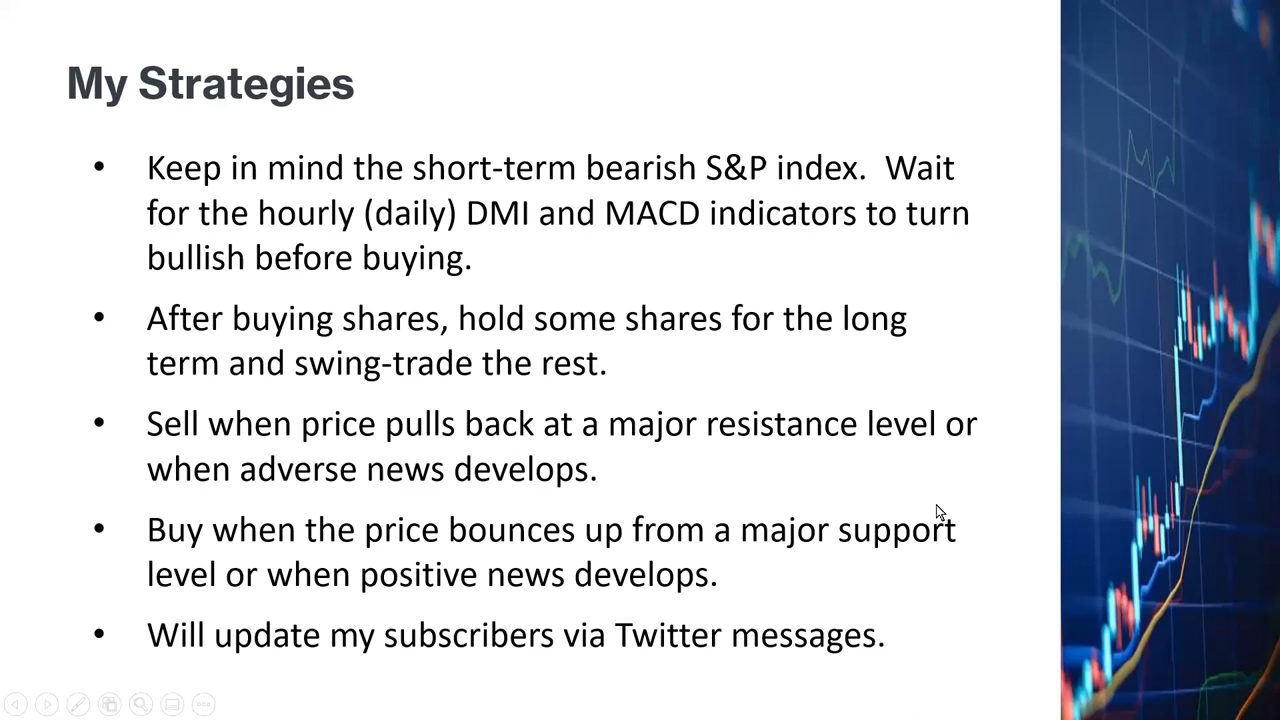 My Strategies
• Keep in mind the short-term bearish S&P index.  Wait
for the hourly (daily) DMI and MACD indicators to turn
bullish before buying.
• After buying shares, hold some shares for the long
term and swing-trade the rest.
• Sell when price pulls back at a major resistance level or
when adverse news develops.
• Buy when the price bounces up from a major support
level or when positive news develops.
• Will update my subscribers via Twitter messages.